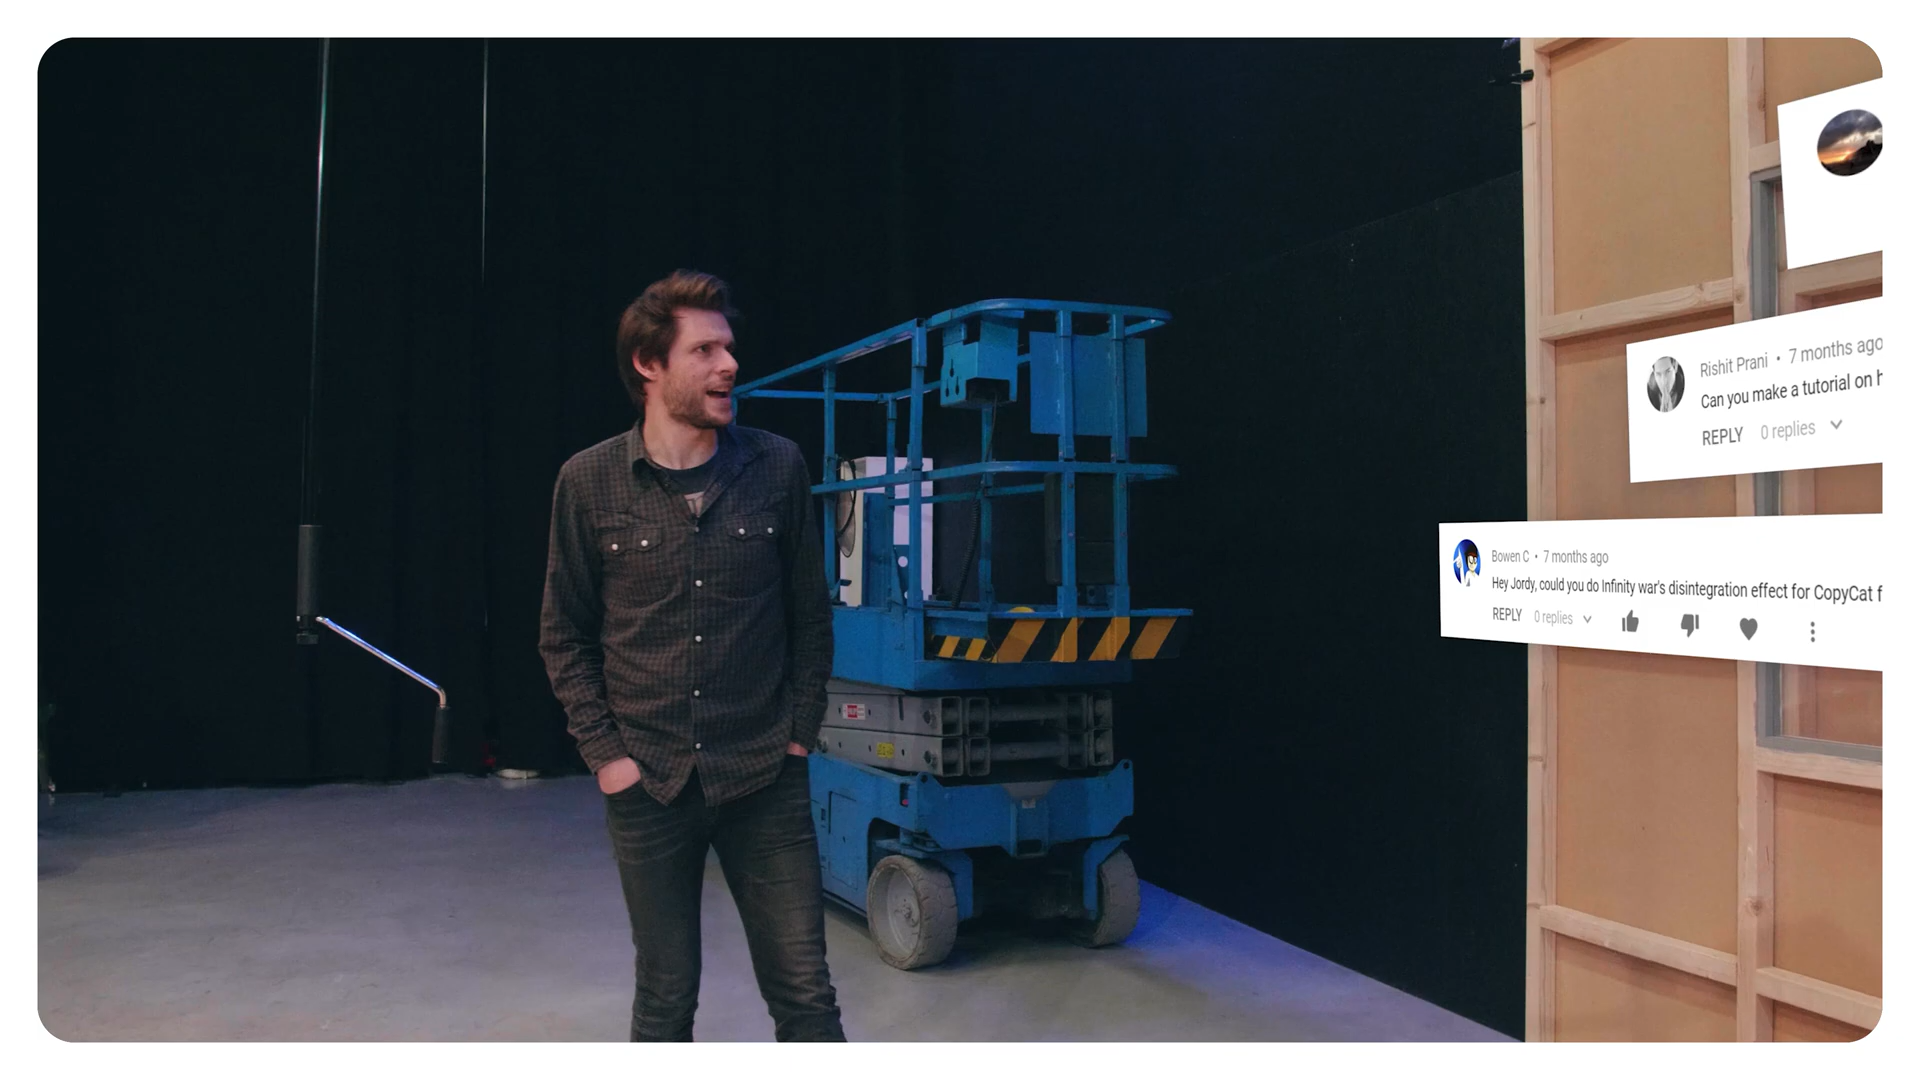 Rishit Prani • 7 months ago
Can you make a tutorial on
REPLY 0 replies
Bowen C • 7 months ago
Hey Jordy, could you do Infinity war's disintegration effect for CopyCat
REPLY 0 replies